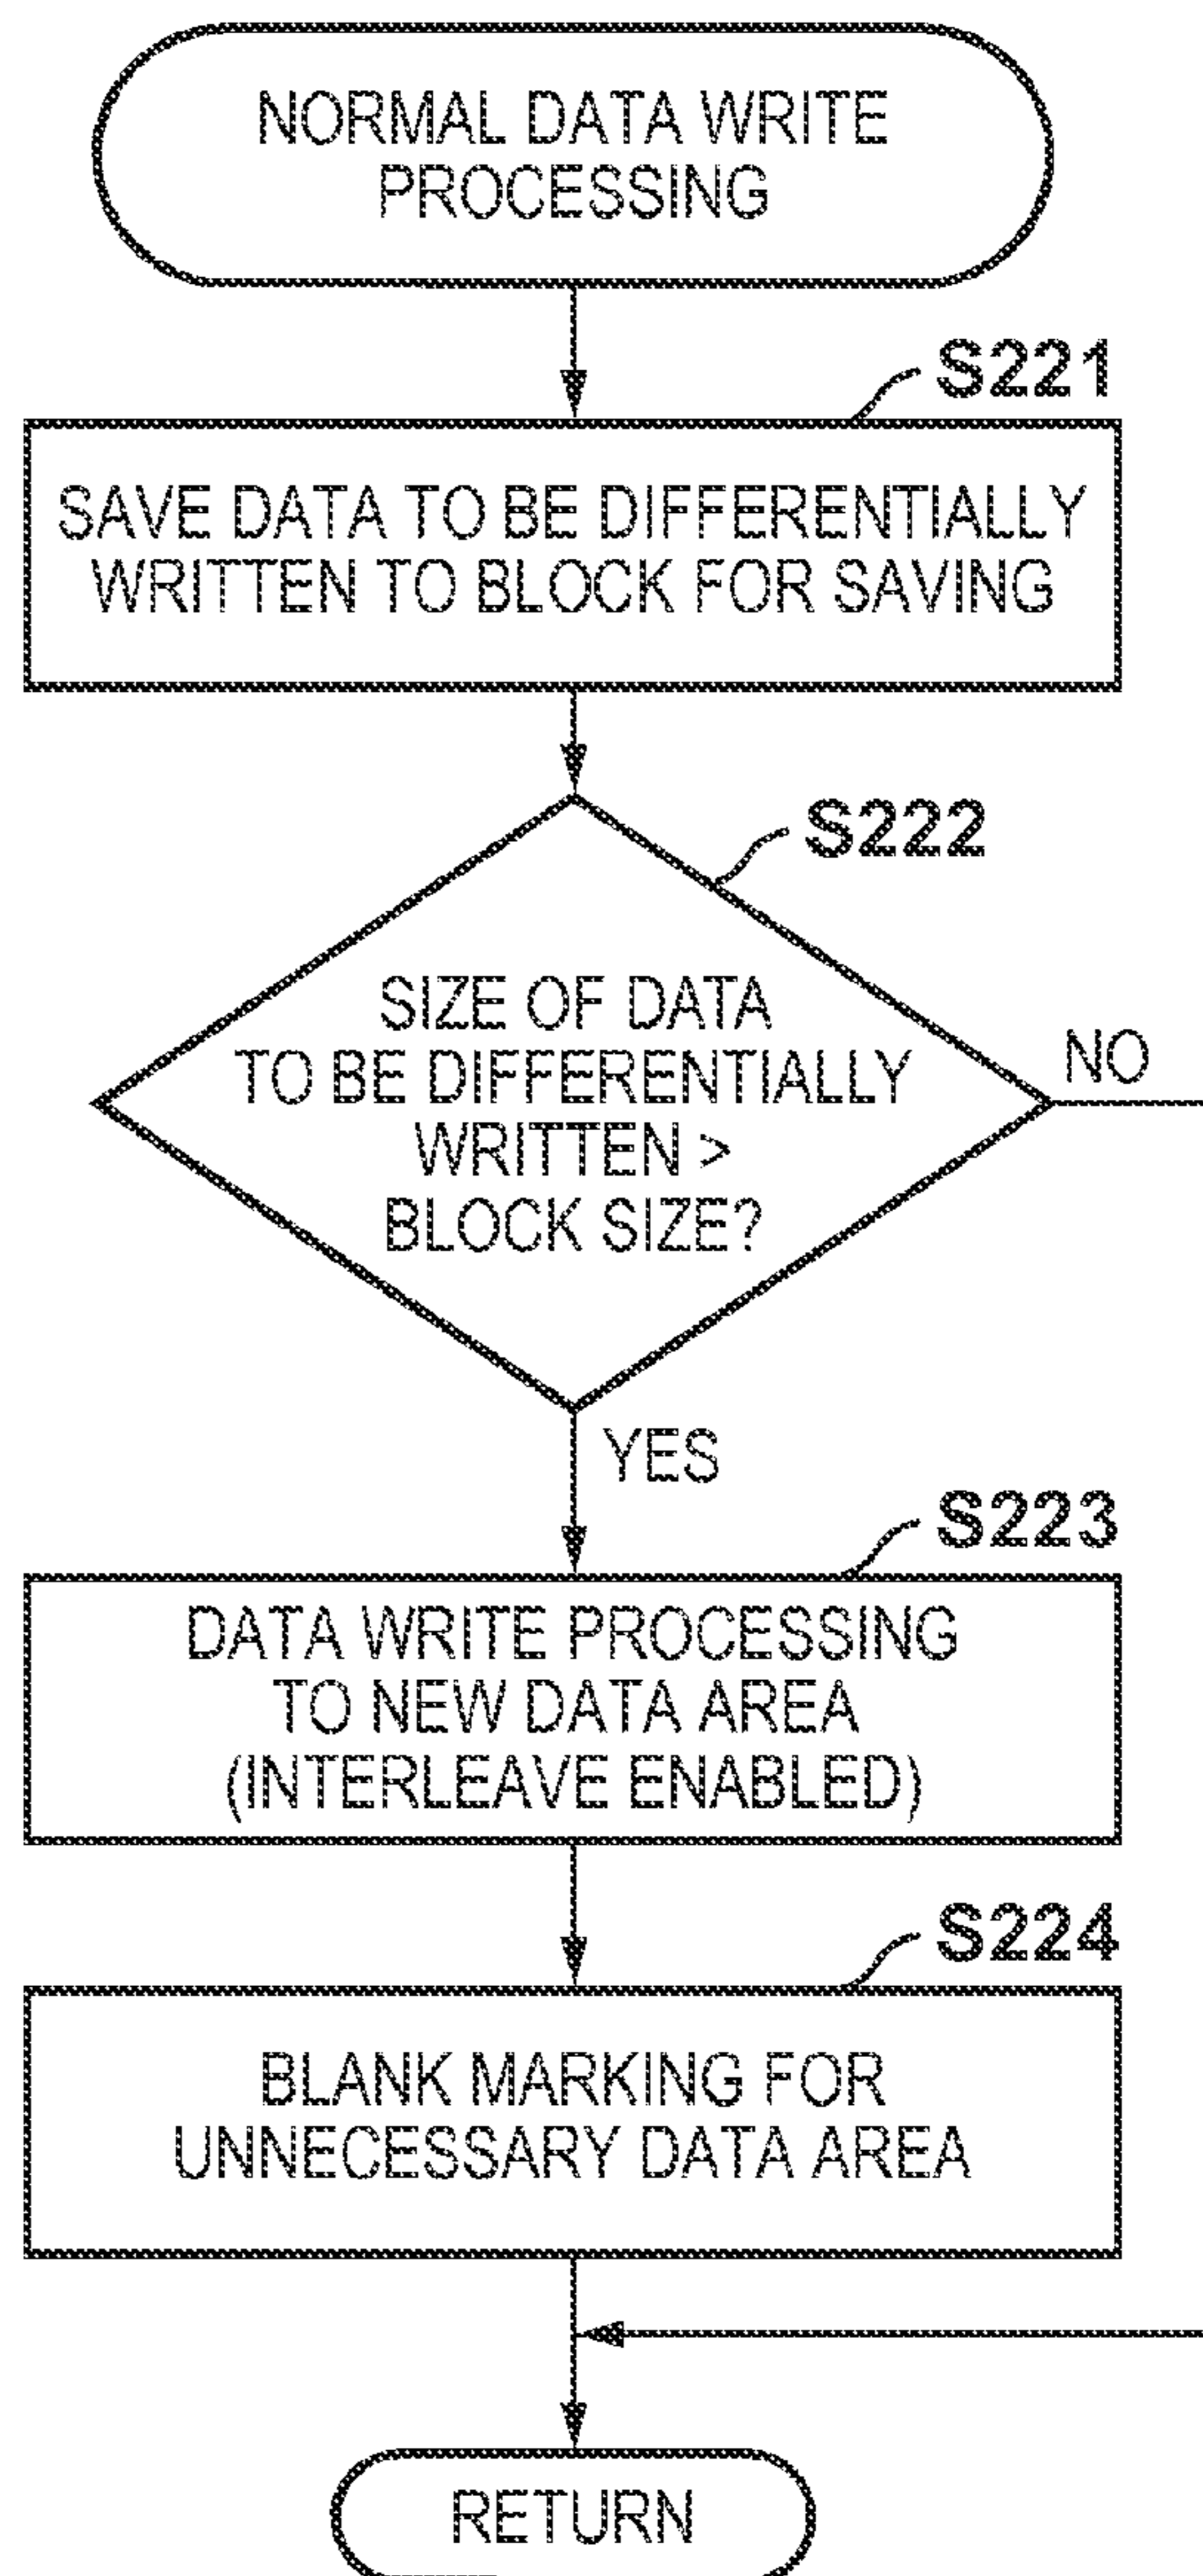 NORMAL DATA WRITE
PROCESSING
S221
SAVE DATA TO BE DIFFERENTIALLY
WRITTEN TO BLOCK FOR SAVING
S222
SIZE OF DATA
TO BE DIFFERENTIALLY
WRITTEN >
BLOCK SIZE?
NO
YES
S223
DATA WRITE PROCESSING
TO NEW DATA AREA
(INTERLEAVE ENABLED)
S224
BLANK MARKING FOR
UNNECESSARY DATA AREA
RETURN